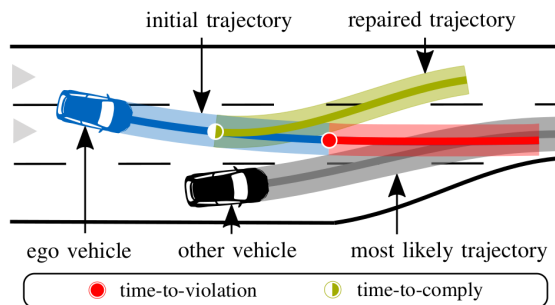 initial trajectory
repaired trajectory
ego vehicle
other vehicle
most likely trajectory
time-to-violation
time-to-comply